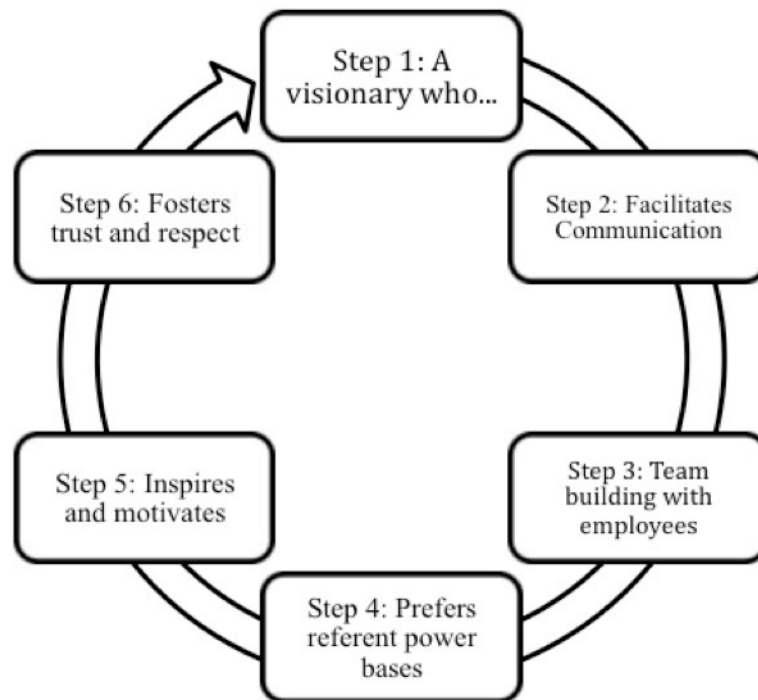 Step 1: A
visionary who...
Step 2: Facilitates
Communication
Step 3: Team
building with
employees
Step 4: Prefers
referent power
bases
Step 5: Inspires
and motivates
Step 6: Fosters
trust and respect